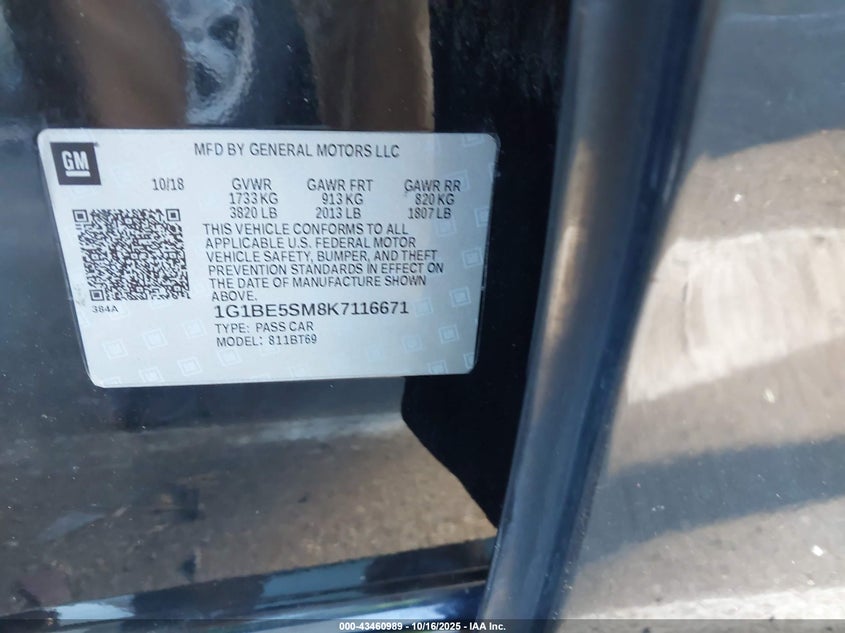 GM
MFD BY GENERAL MOTORS LLC
10/18 GVWR GAWR FRT GAWR RR
1733 KG 913 KG 820 KG
3820 LB 2013 LB 1807 LB
THIS VEHICLE CONFORMS TO ALL
APPLICABLE U.S. FEDERAL MOTOR
VEHICLE SAFETY, BUMPER, AND THEFT
PREVENTION STANDARDS IN EFFECT ON
THE DATE OF MANUFACTURE SHOWN
ABOVE.
384A
1G1BE5SM8K7116671
TYPE: PASS CAR
MODEL: 811BT69
000-43460989 - 10/16/2025 - IAA Inc.